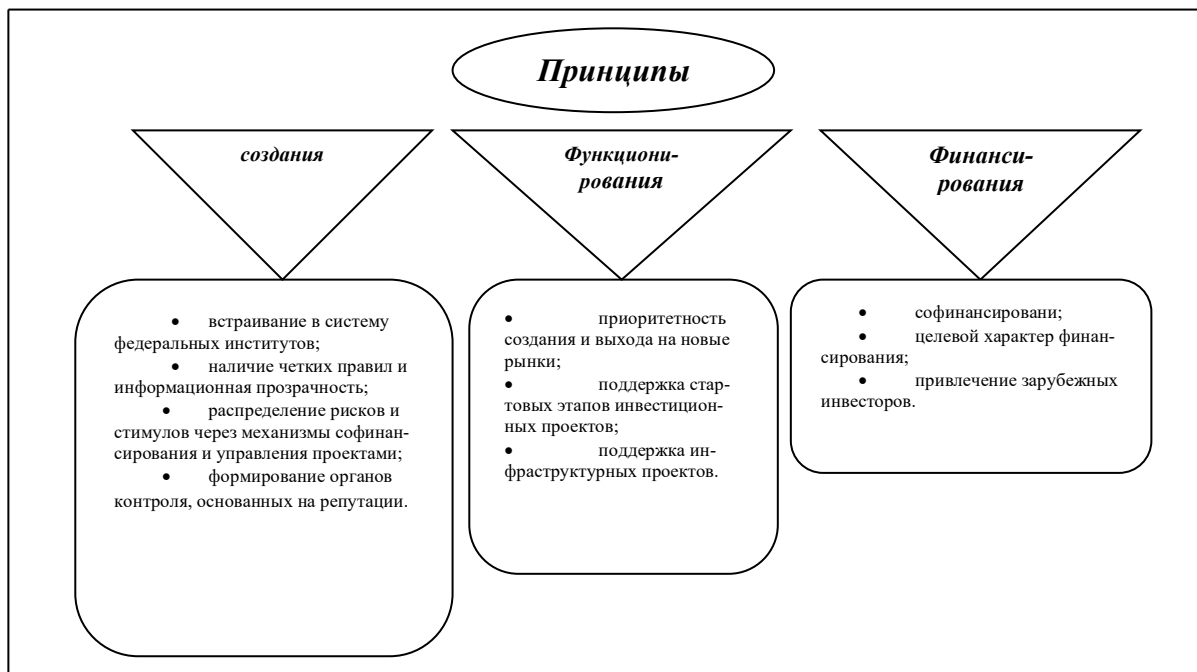 Принципы
создания
Функциони-
рования
Финанси-
рования
• встраивание в систему
федеральных институтов;
• наличие четких правил и
информационная прозрачность;
• распределение рисков и
стимулов через механизмы софинан-
сирования и управления проектами;
• формирование органов
контроля, основанных на репутации.
• приоритетность
создания и выхода на новые
рынки;
• поддержка стар-
товых этапов инвестицион-
ных проектов;
• поддержка ин-
фраструктурных проектов.
• софинансировани;
• целевой характер финан-
сирования;
• привлечение зарубежных
инвесторов.